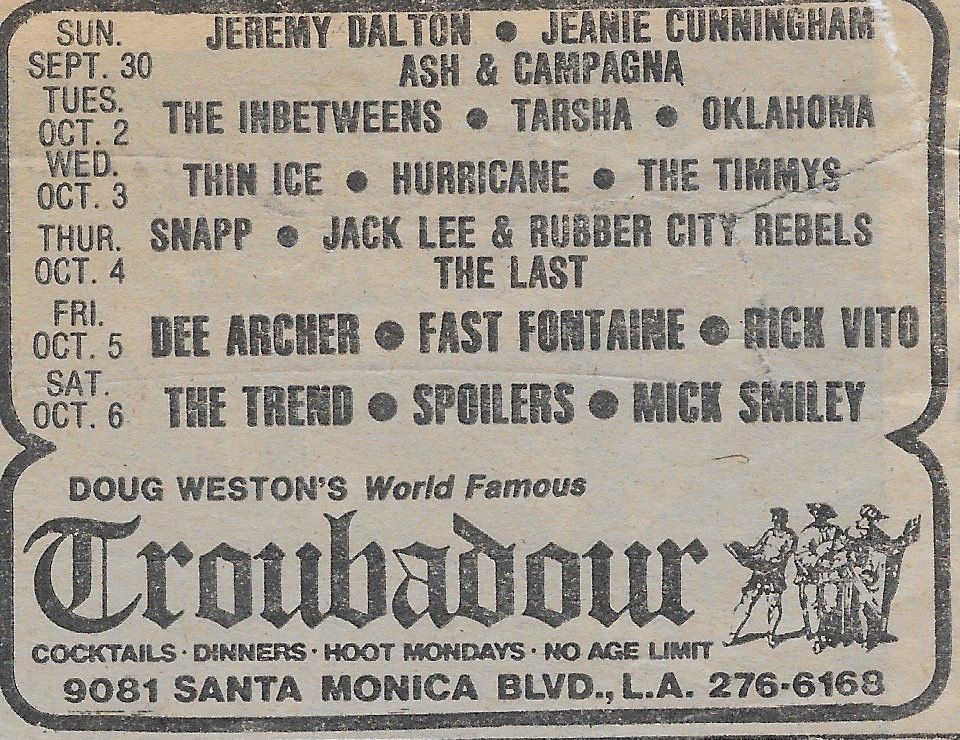 SUN. JEREMY DALTON • JEANIE CUNNINGHAM
SEPT. 30 ASH & CAMPAGNA
TUES.
OCT. 2 THE INBETWEENS • TARSHA • OKLAHOMA
WED.
OCT. 3 THIN ICE • HURRICANE • THE TIMMYS
THUR. SNAPP • JACK LEE & RUBBER CITY REBELS
OCT. 4 THE LAST
FRI.
OCT. 5 DEE ARCHER • FAST FONTAINE • RICK VITO
SAT.
OCT. 6 THE TREND • SPOILERS • MICK SMILEY
DOUG WESTON'S World Famous
Troubadour
COCKTAILS · DINNERS · HOOT MONDAYS · NO AGE LIMIT
9081 SANTA MONICA BLVD., L.A. 276-6168